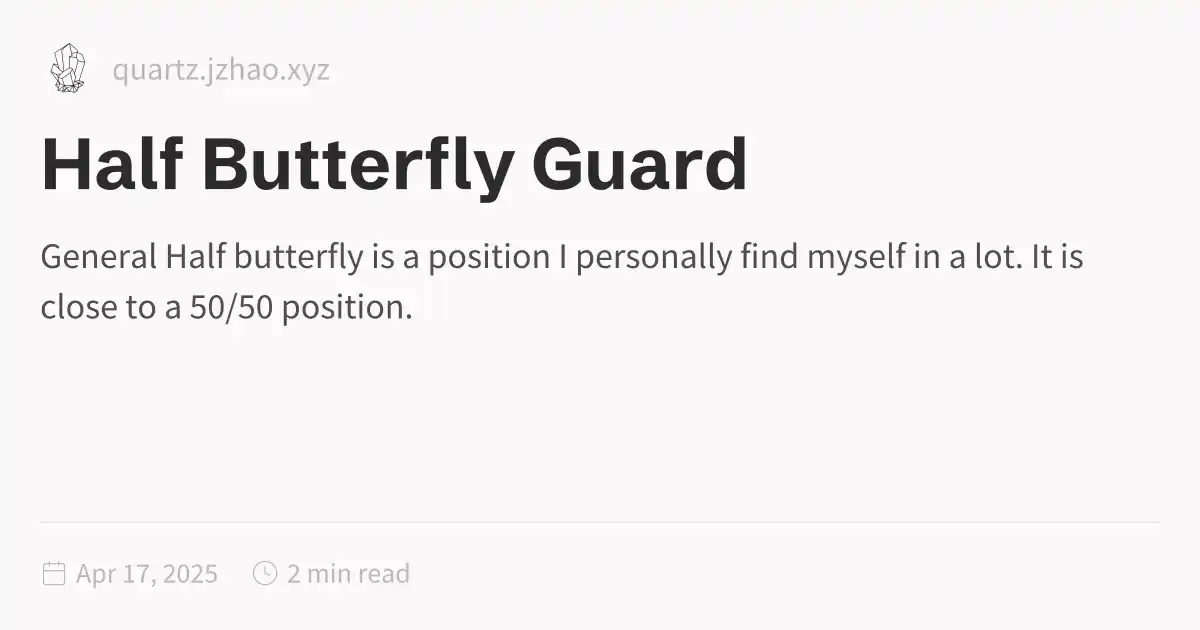 quartz.jzhao.xyz
Half Butterfly Guard
General Half butterfly is a position I personally find myself in a lot. It is
close to a 50/50 position.
Apr 17, 2025 2 min read